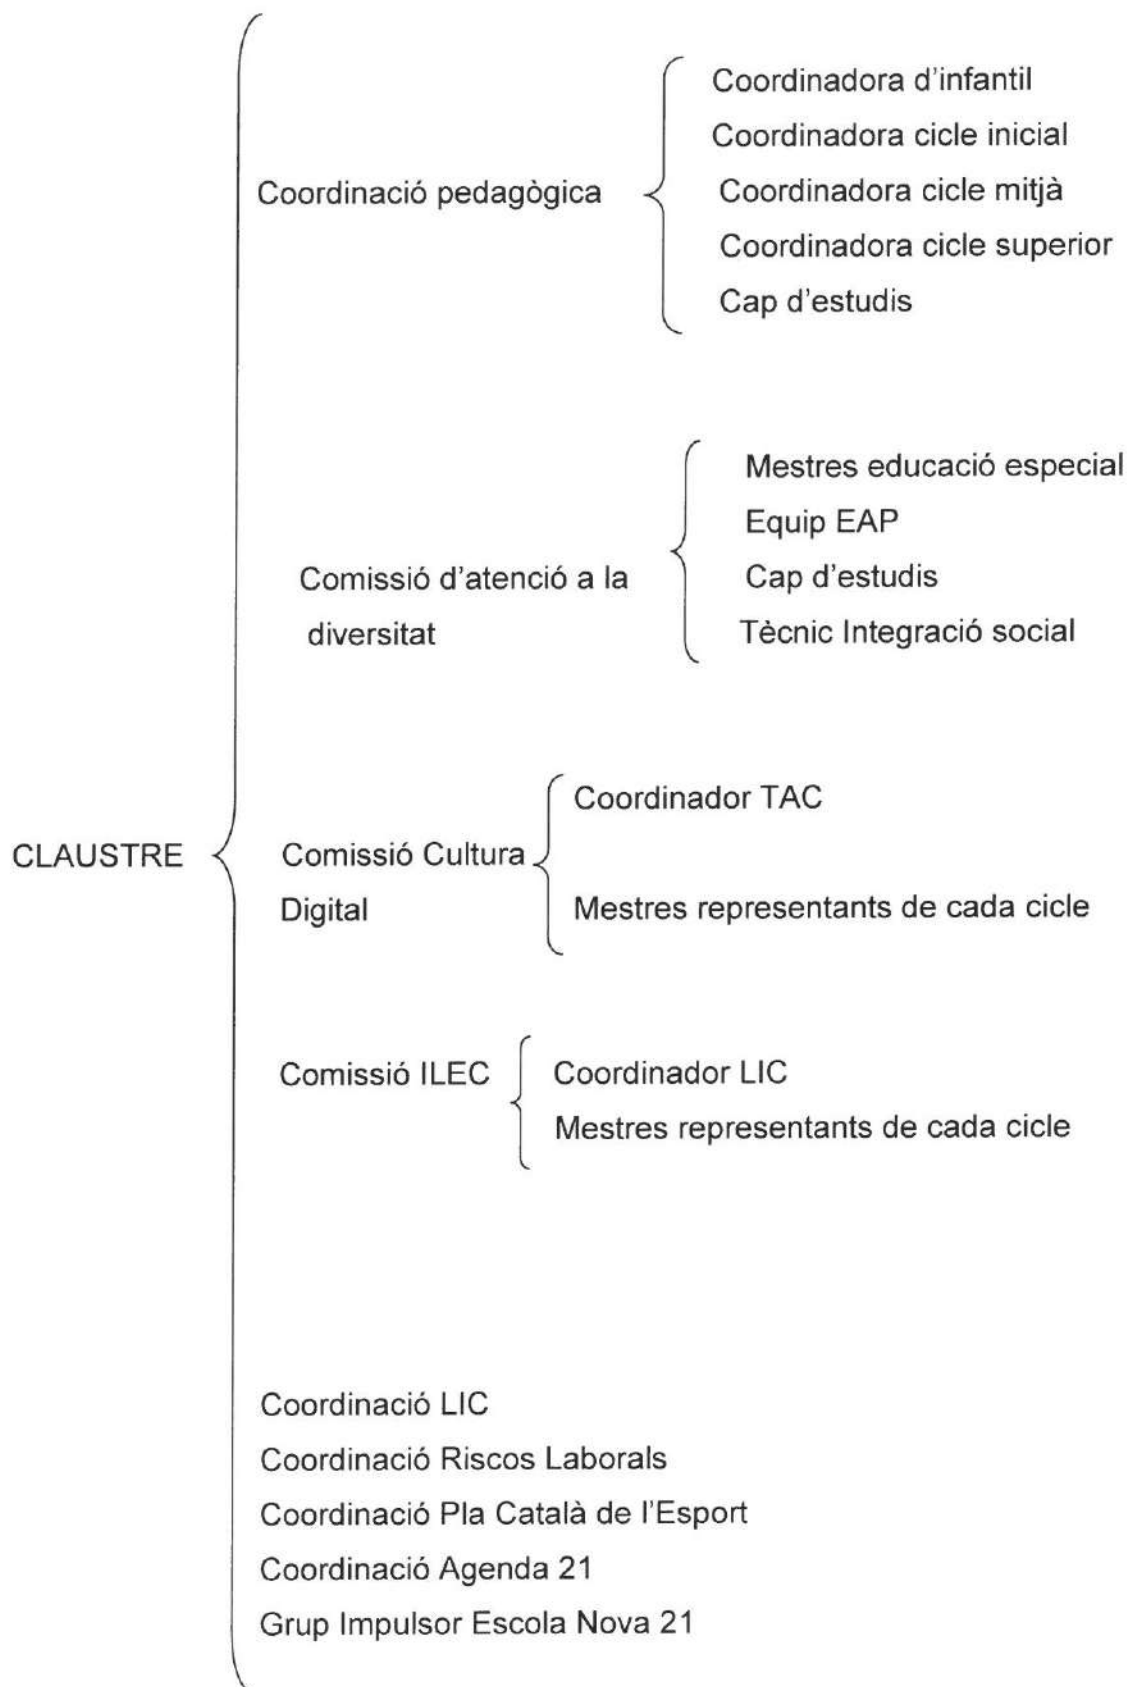 Coordinació pedagògica
Coordinadora d'infantil
Coordinadora cicle inicial
Coordinadora cicle mitjà
Coordinadora cicle superior
Cap d'estudis
Comissió d'atenció a la
diversitat
Mestres educació especial
Equip EAP
Cap d'estudis
Tècnic Integració social
CLAUSTRE
Comissió Cultura
Digital
Coordinador TAC
Mestres representants de cada cicle
Comissió ILEC
Coordinador LIC
Mestres representants de cada cicle
Coordinació LIC
Coordinació Riscos Laborals
Coordinació Pla Català de l'Esport
Coordinació Agenda 21
Grup Impulsor Escola Nova 21